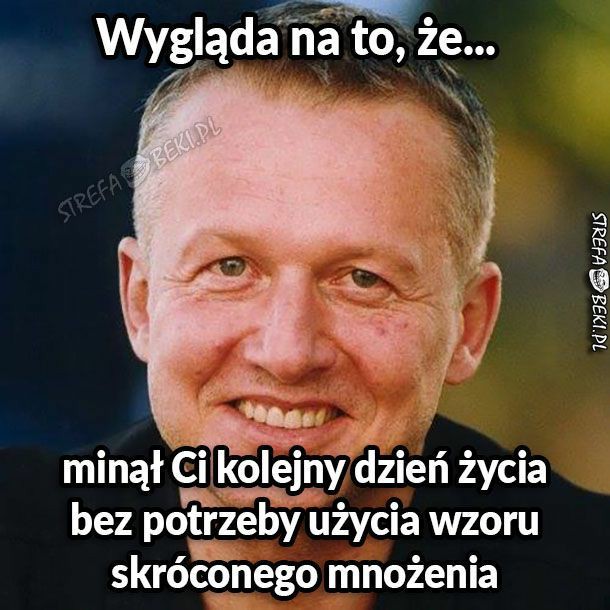 Wygląda na to, że...
STREFA BEKI.PL
STREFA BEKI.PL
minął Ci kolejny dzień życia
bez potrzeby użycia wzoru
skróconego mnożenia